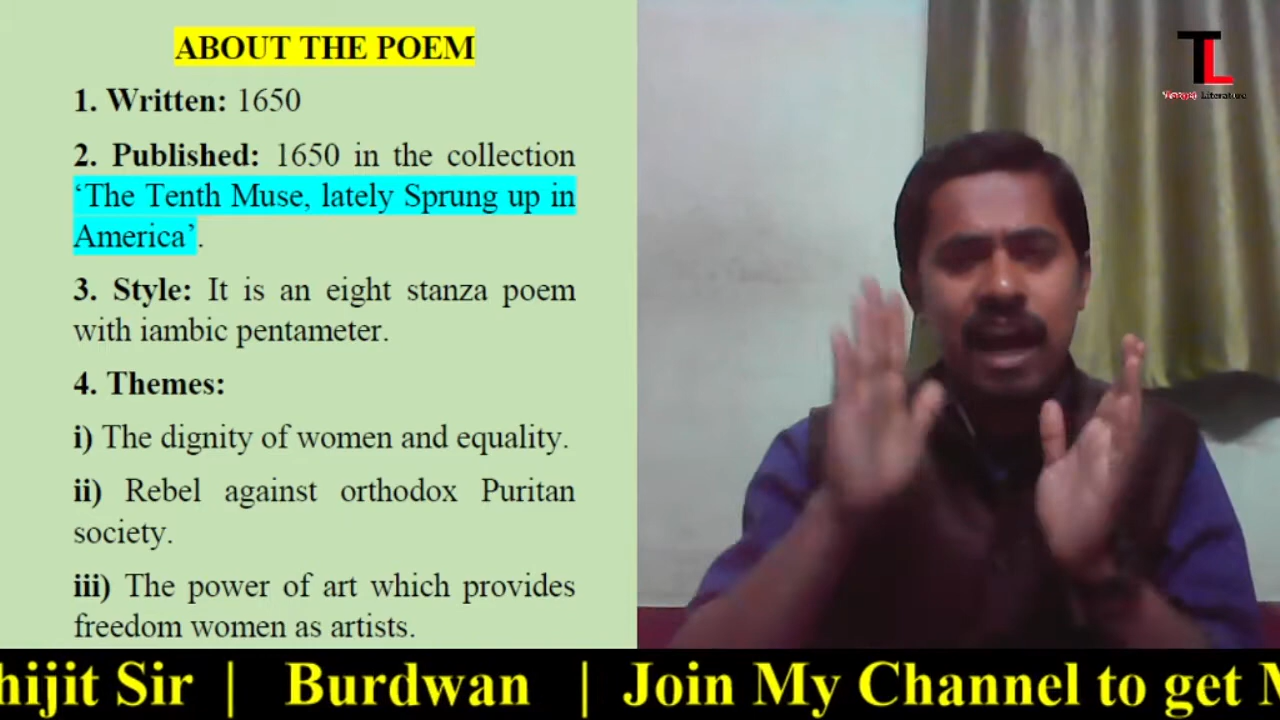 ABOUT THE POEM
1. Written: 1650
2. Published: 1650 in the collection
‘The Tenth Muse, lately Sprung up in
America’.
3. Style: It is an eight stanza poem
with iambic pentameter.
4. Themes:
i) The dignity of women and equality.
ii) Rebel against orthodox Puritan
society.
iii) The power of art which provides
freedom women as artists.
TL
Target Literature
hijit Sir | Burdwan | Join My Channel to get M